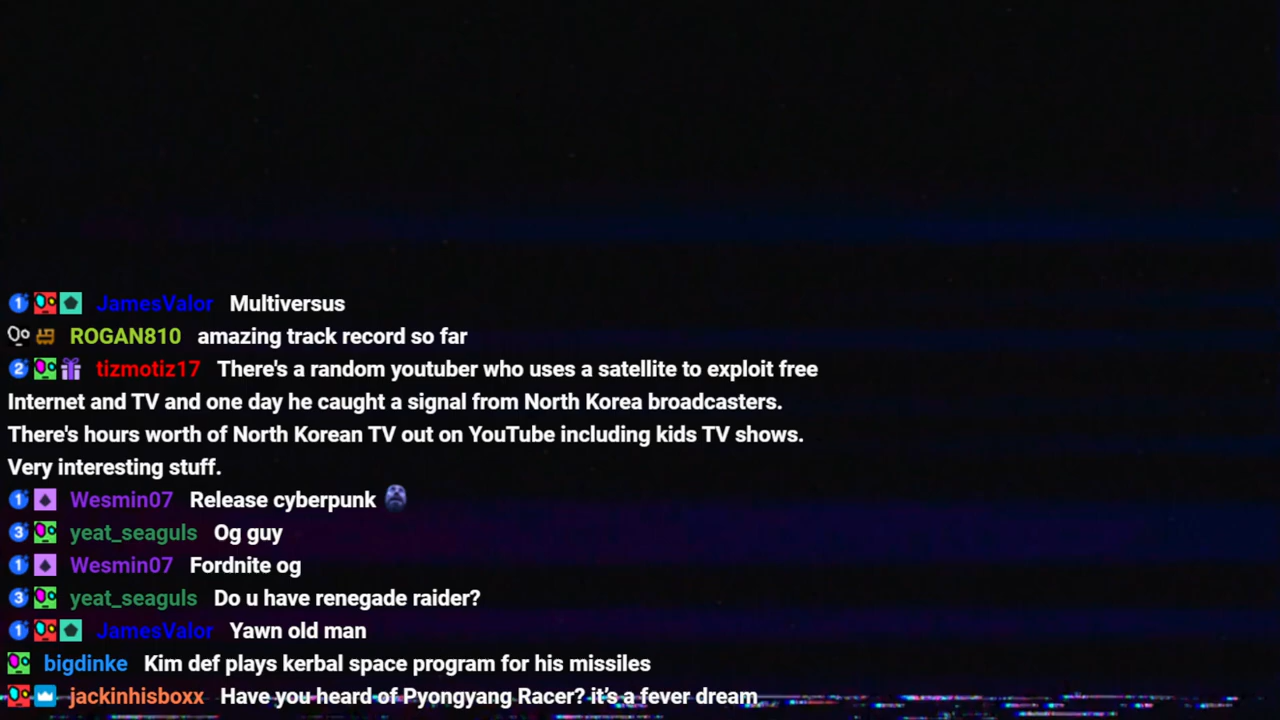 JamesValor Multiversus
ROGAN810 amazing track record so far
tizmotiz17 There's a random youtuber who uses a satellite to exploit free
Internet and TV and one day he caught a signal from North Korea broadcasters.
There's hours worth of North Korean TV out on YouTube including kids TV shows.
Very interesting stuff.
Wesmin07 Release cyberpunk
yeat_seaguls Og guy
Wesmin07 Fordnite og
yeat_seaguls Do u have renegade raider?
JamesValor Yawn old man
bigdinke Kim def plays kerbal space program for his missiles
jackinhisboxx Have you heard of Pyongyang Racer? it’s a fever dream